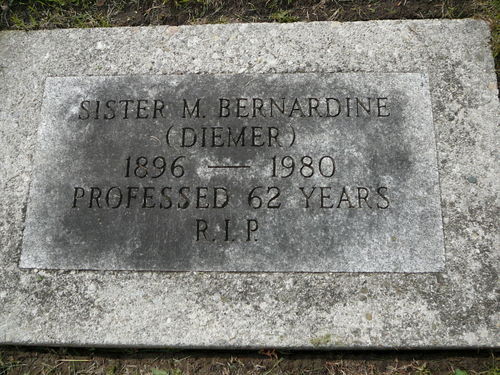 SISTER M. BERNARDINE
(DIEMER)
1896 — 1980
PROFESSED 62 YEARS
R.I.P.